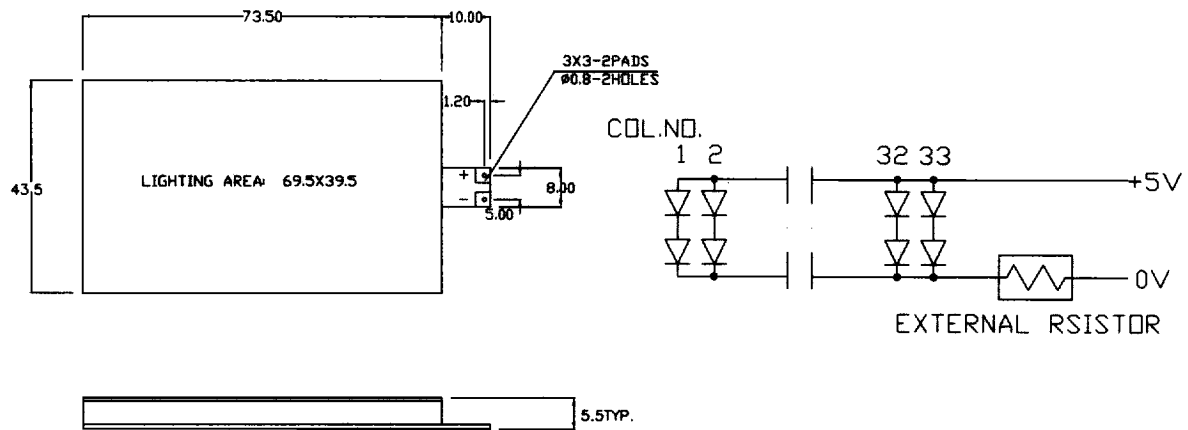 73.50
10.00
3X3-2PADS
ø0.8-2HOLES
1.20
COL.NO.
1 2 32 33
+5V
43.5
LIGHTING AREA: 69.5X39.5
+
-
8.00
5.00
0V
EXTERNAL RSISTOR
5.5TYP.